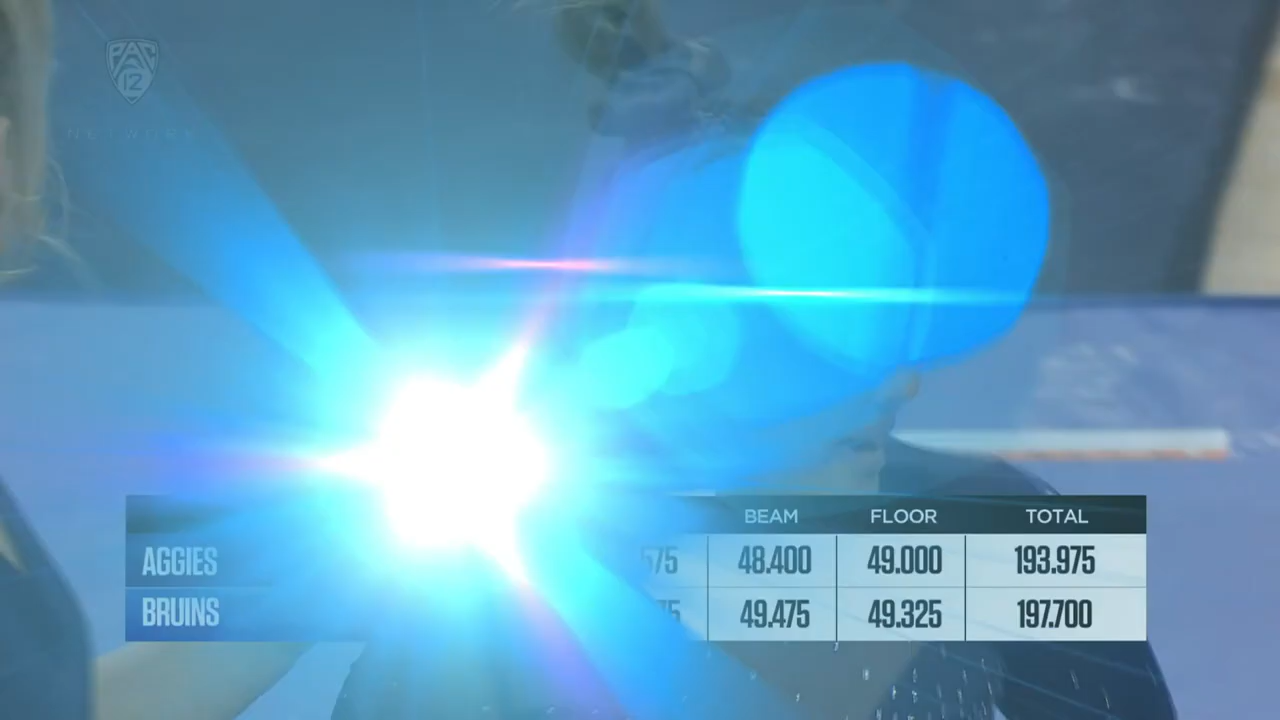 PAC
12
NETWORK
BEAM FLOOR TOTAL
AGGIES 48.400 49.000 193.975
BRUINS 49.475 49.325 197.700